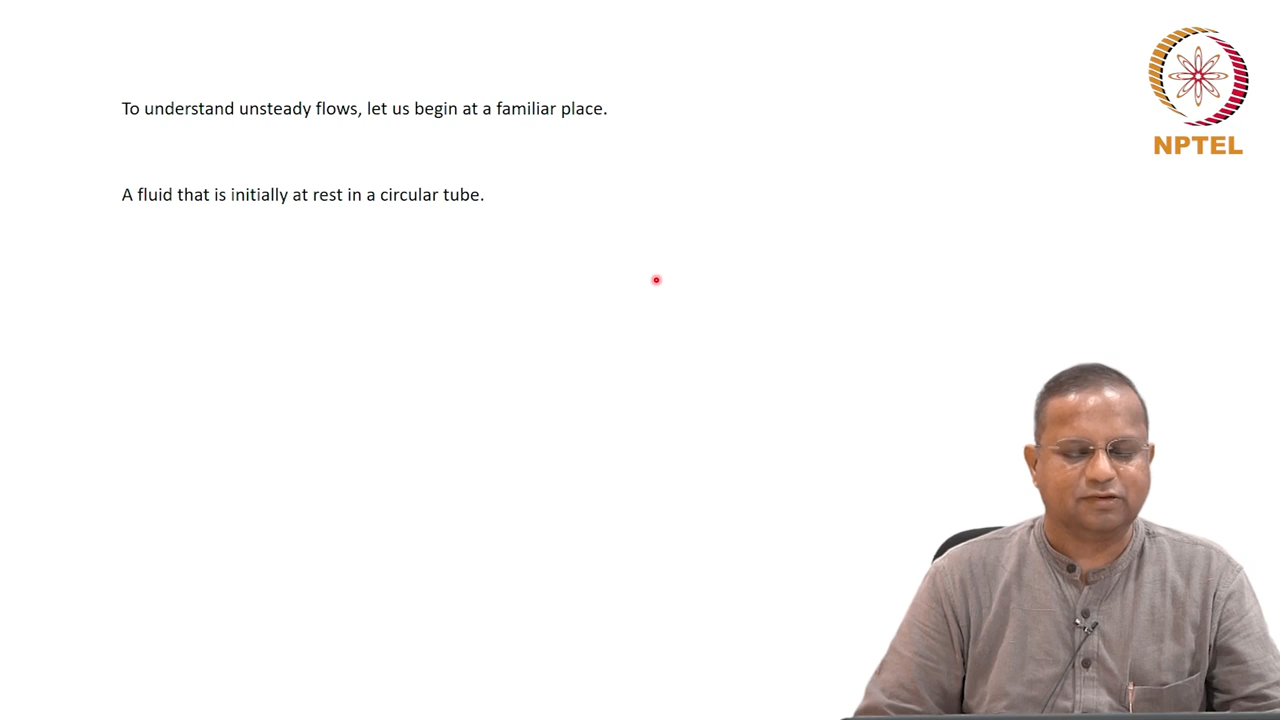 To understand unsteady flows, let us begin at a familiar place.
A fluid that is initially at rest in a circular tube.
NPTEL